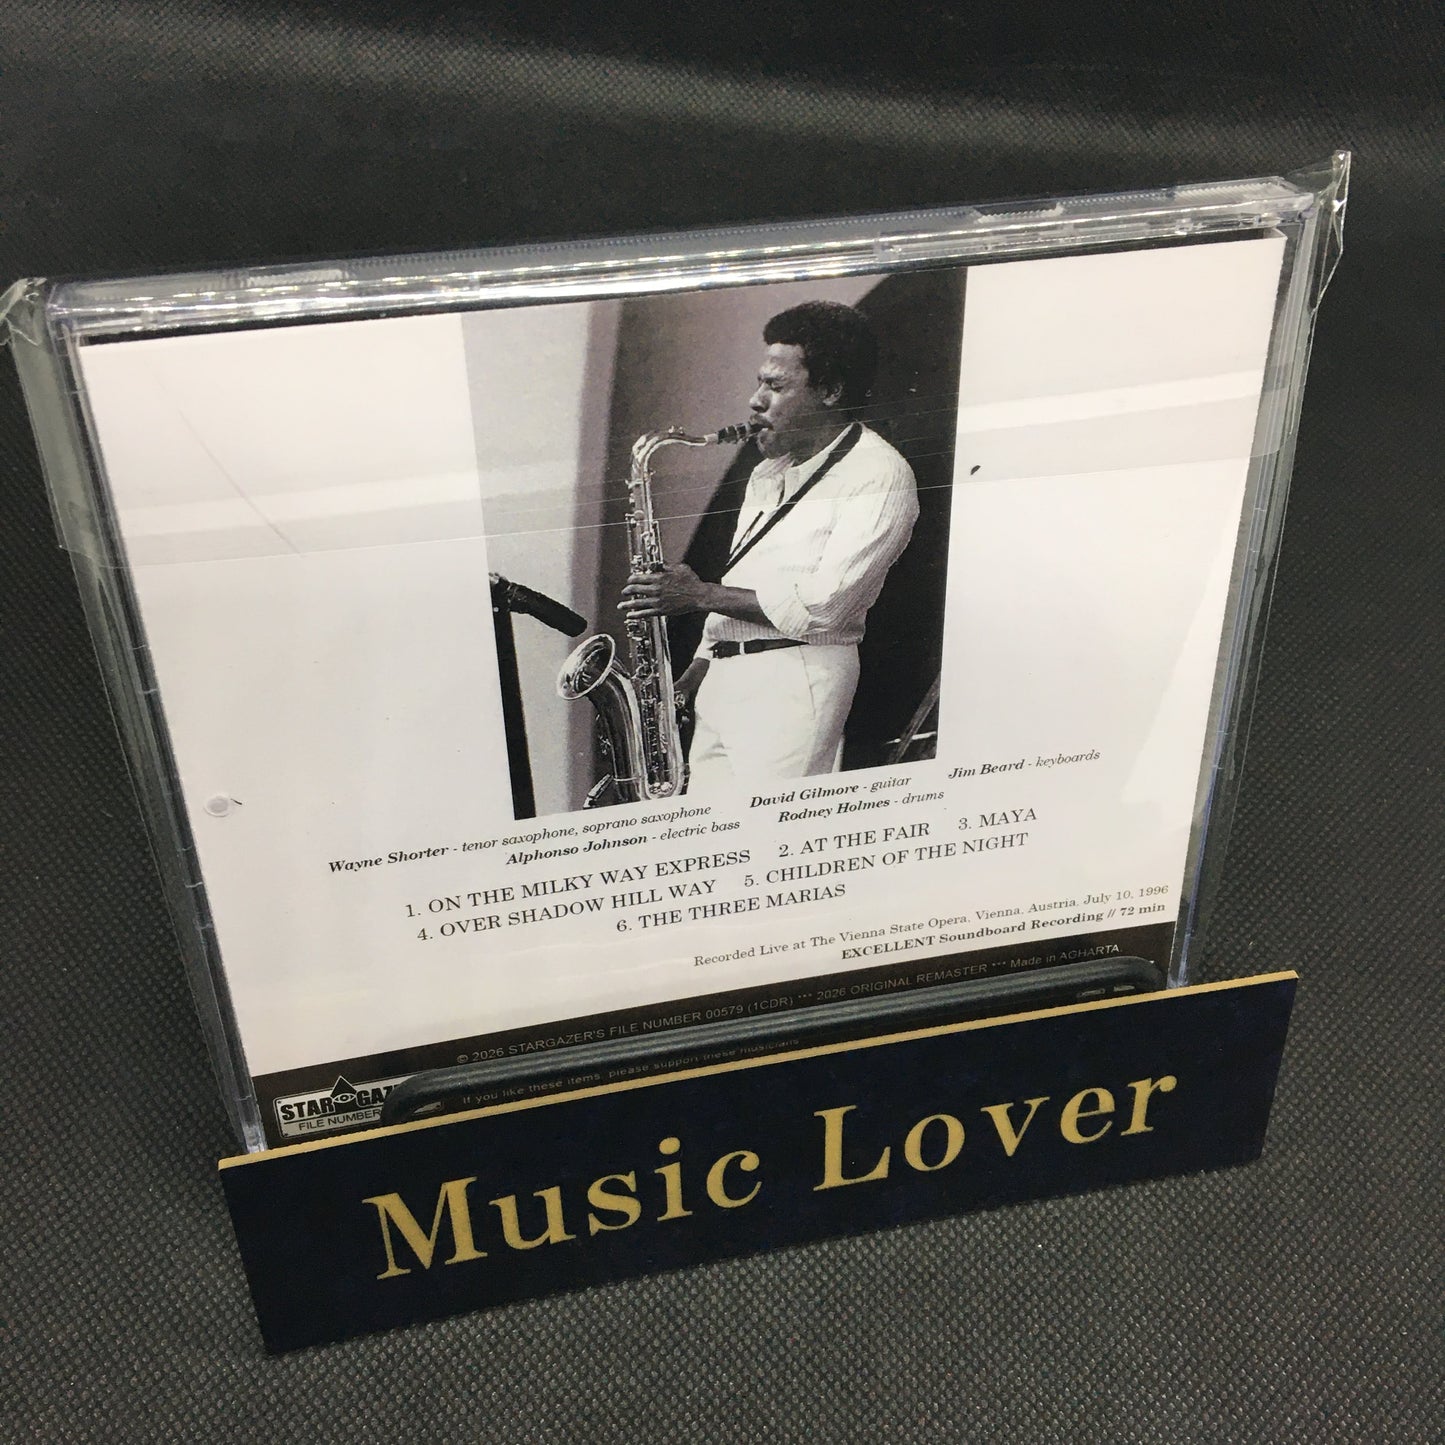 Wayne Shorter - tenor saxophone, soprano saxophone
David Gilmore - guitar
Jim Beard - keyboards
Alphonso Johnson - electric bass
Rodney Holmes - drums
1. ON THE MILKY WAY EXPRESS 2. AT THE FAIR 3. MAYA
4. OVER SHADOW HILL WAY 5. CHILDREN OF THE NIGHT
6. THE THREE MARIAS
Recorded Live at The Vienna State Opera, Vienna, Austria, July 10, 1996
EXCELLENT Soundboard Recording // 72 min
© 2026 STARGAZER'S FILE NUMBER 00579 (1CDR) *** 2026 ORIGINAL REMASTER *** Made in AGHARTA.
If you like these items, please support these musicians
STAR GAZ
FILE NUMBER
Music Lover